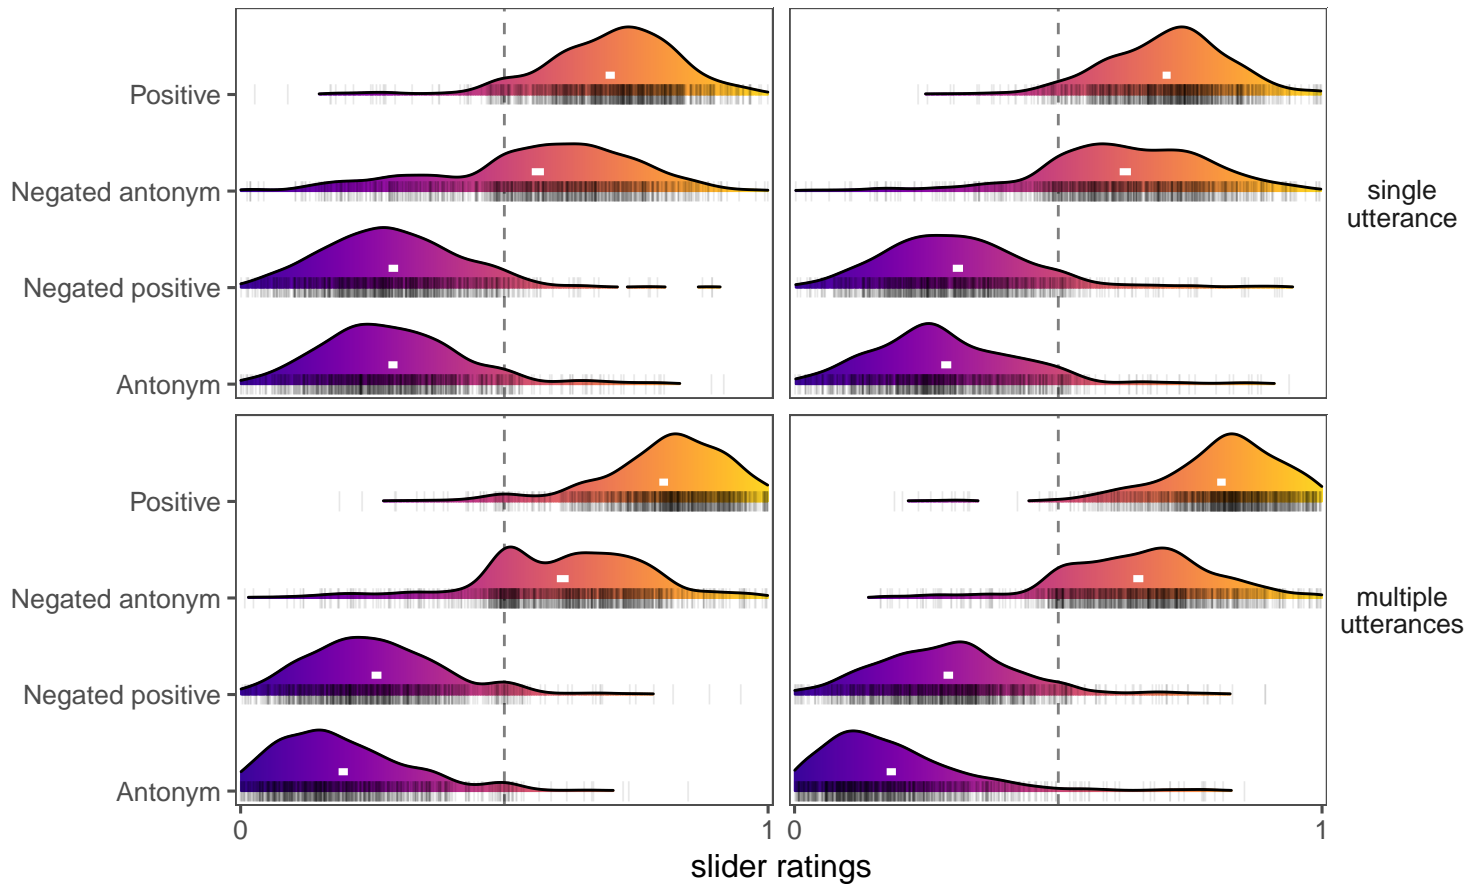 Positive
Negated antonym
Negated positive
Antonym
single
utterance
Positive
Negated antonym
Negated positive
Antonym
multiple
utterances
0
1
0
1
slider ratings